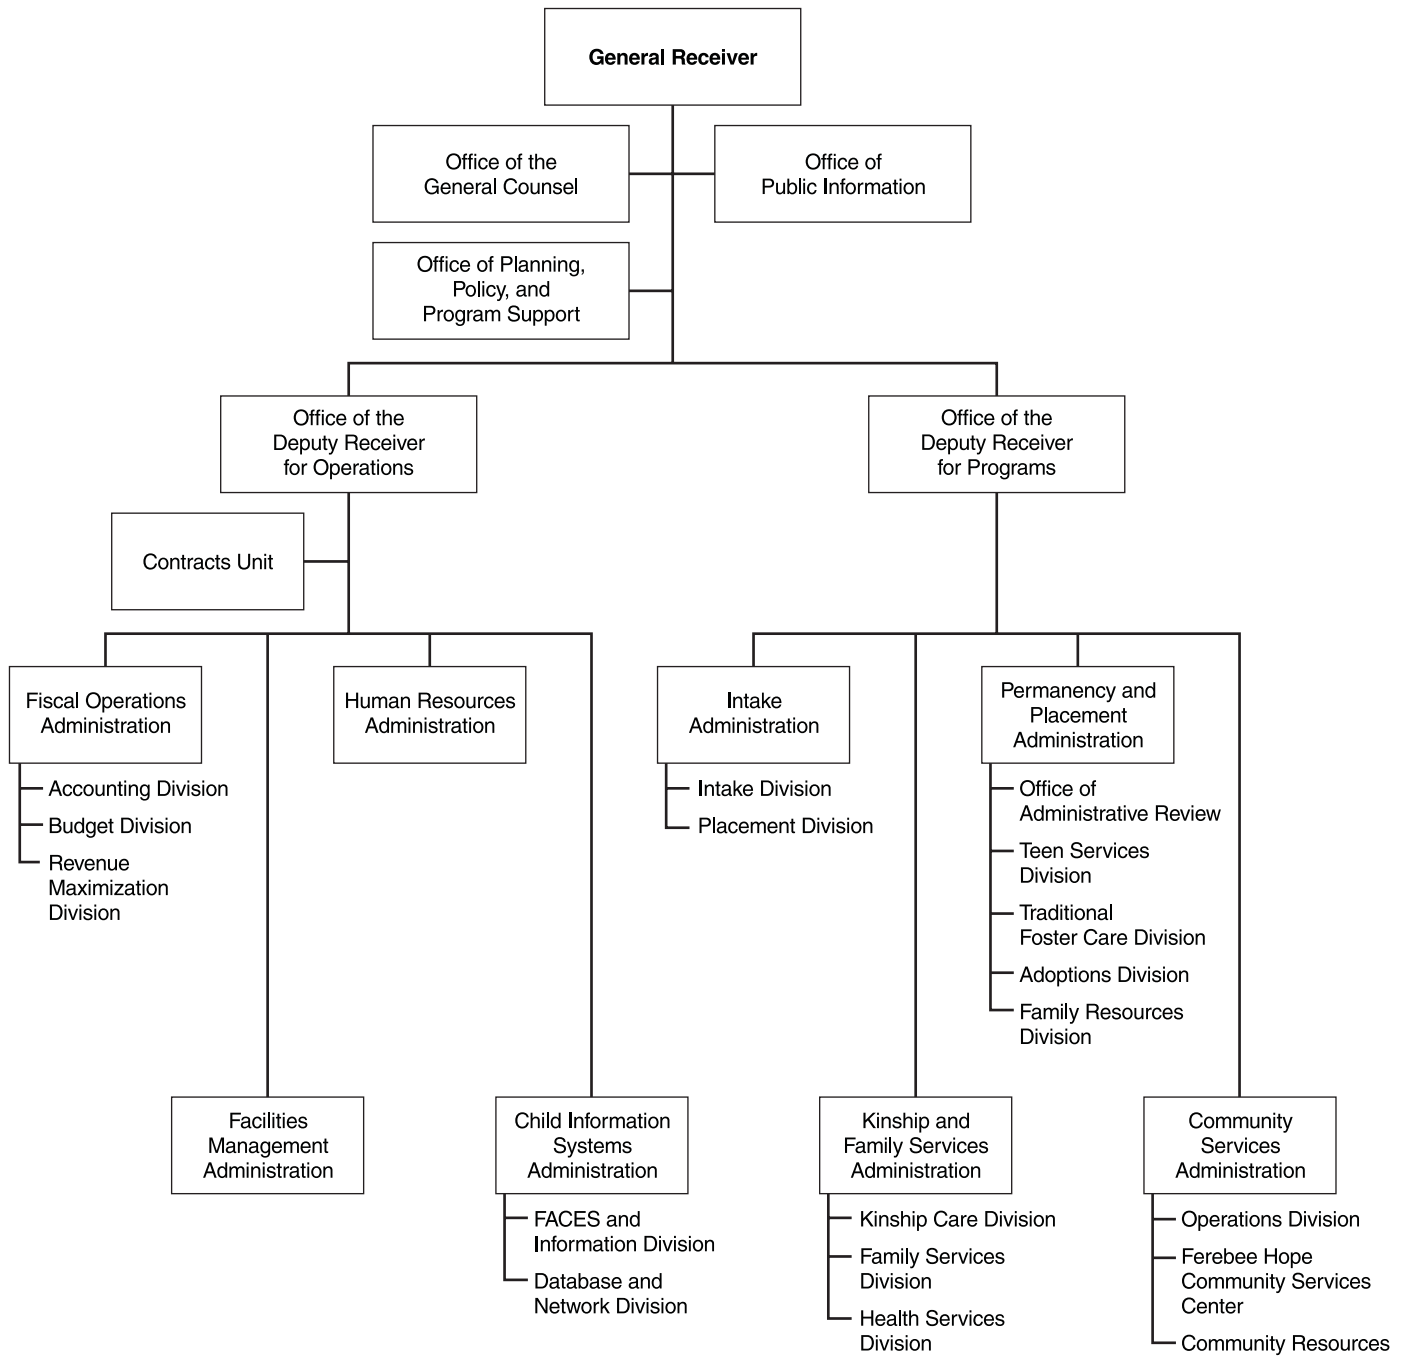 General Receiver
Office of the
General Counsel
Office of
Public Information
Office of Planning,
Policy, and
Program Support
Office of the
Deputy Receiver
for Operations
Office of the
Deputy Receiver
for Programs
Contracts Unit
Fiscal Operations
Administration
Human Resources
Administration
Intake
Administration
Permanency and
Placement
Administration
Accounting Division
Budget Division
Revenue
Maximization
Division
Intake Division
Placement Division
Office of
Administrative Review
Teen Services
Division
Traditional
Foster Care Division
Adoptions Division
Family Resources
Division
Facilities
Management
Administration
Child Information
Systems
Administration
Kinship and
Family Services
Administration
Community
Services
Administration
FACES and
Information Division
Database and
Network Division
Kinship Care Division
Family Services
Division
Health Services
Division
Operations Division
Ferebee Hope
Community Services
Center
Community Resources